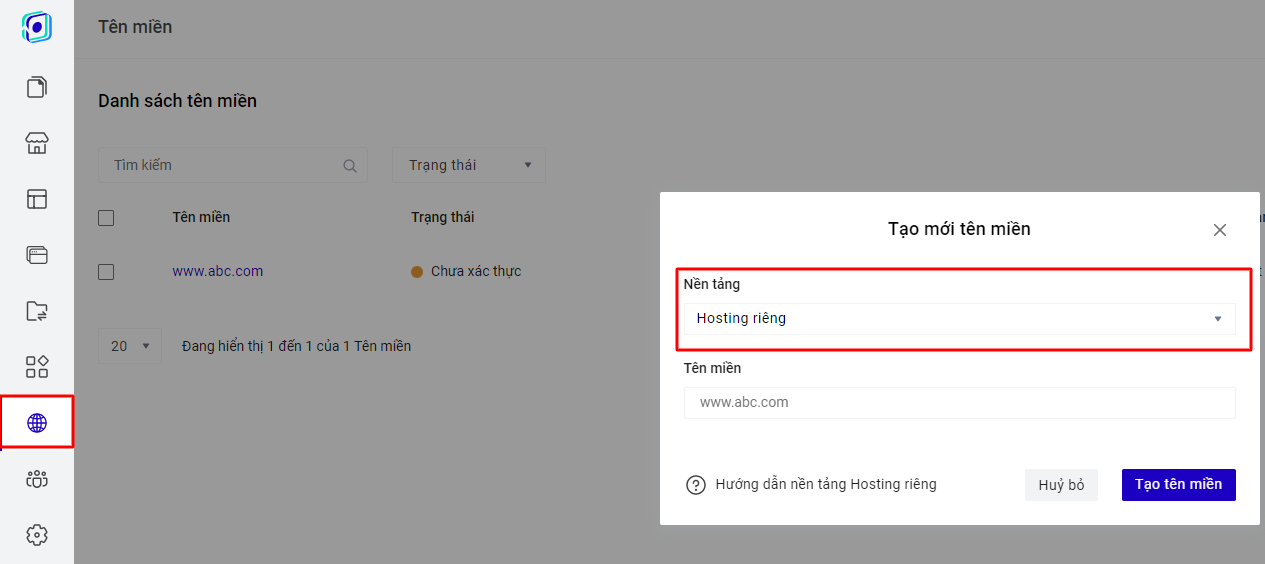 Tên miền
Danh sách tên miền
Tìm kiếm
Trạng thái
Tên miền
Trạng thái
www.abc.com
Chưa xác thực
20
Đang hiển thị 1 đến 1 của 1 Tên miền
Tạo mới tên miền
Nền tảng
Hosting riêng
Tên miền
www.abc.com
Hướng dẫn nền tảng Hosting riêng
Huỷ bỏ
Tạo tên miền